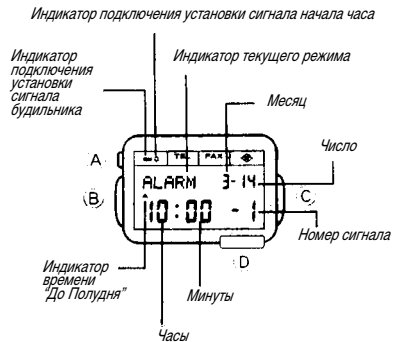 Индикатор подключения установки сигнала начала часа
Индикатор
подключения
установки
сигнала
будильника
Индикатор текущего режима
Месяц
Число
A
TEL FAX
ALARM 3-14
B
C
10:00 -1
Номер сигнала
D
Индикатор
времени
"До Полудня"
Минуты
Часы